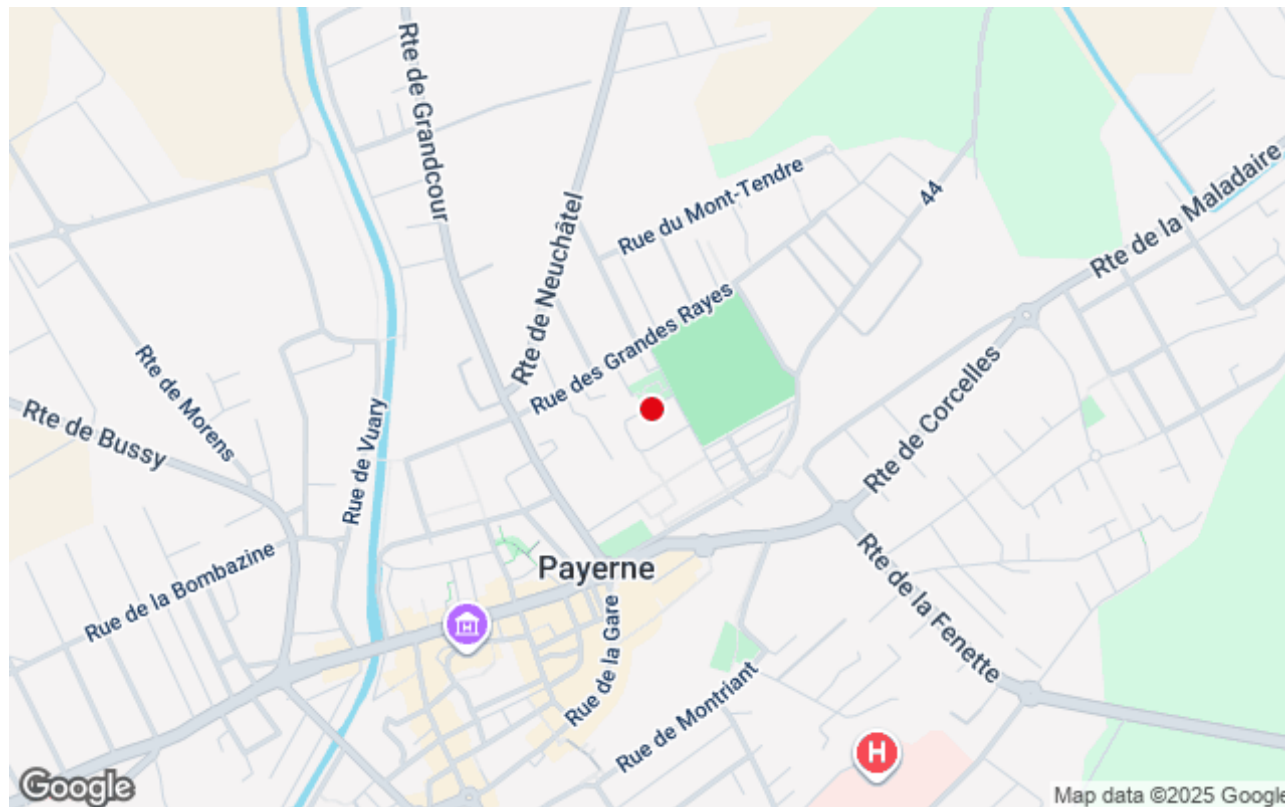 Rte de Grandcour
Rte de Neuchâtel
Rue du Mont-Tendre
44
Rte de la Maladaire
Rue des Grandes Rayes
Rte de Morens
Rte de Bussy
Rue de Vuary
Rte de Corcelles
Rue de la Bombazine
Payerne
Rte de la Fenette
H
Rue de la Gare
Rue de Montriant
H
Google
Map data ©2025 Google